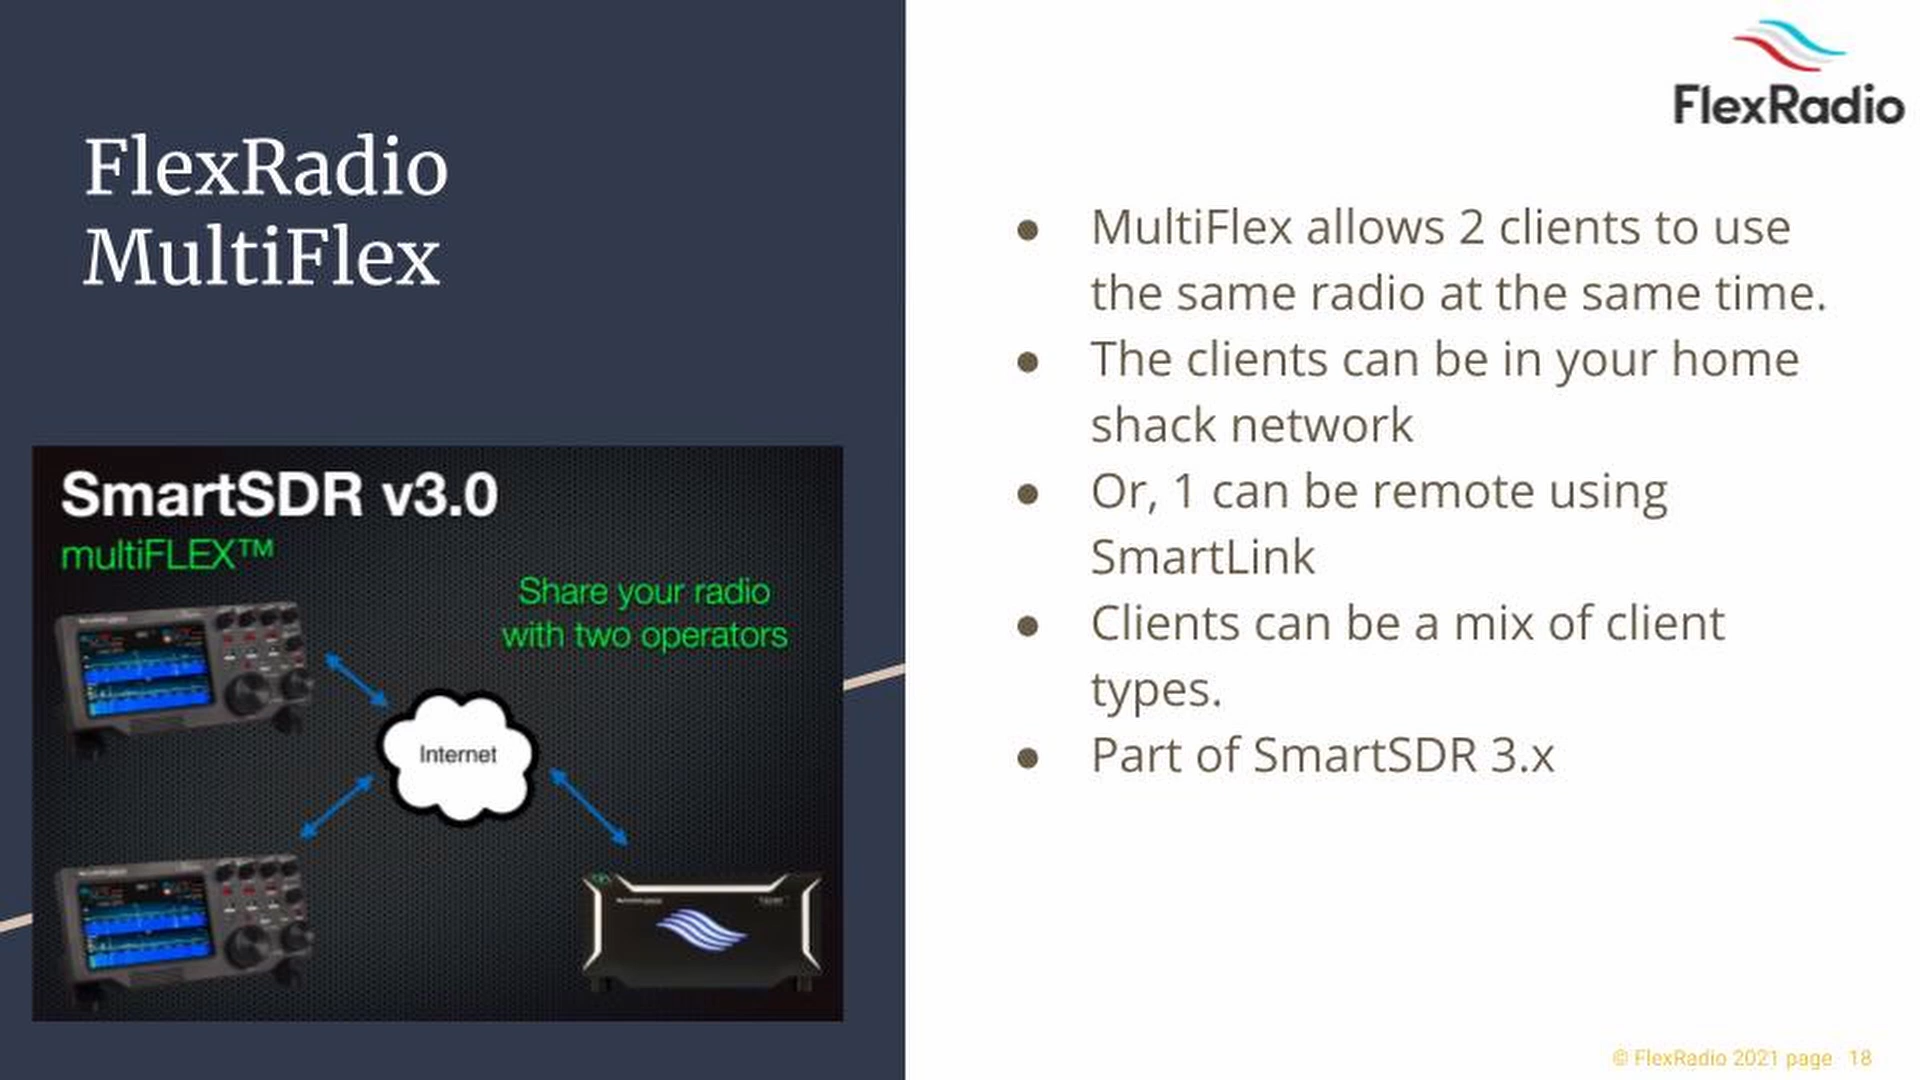 FlexRadio
FlexRadio
MultiFlex
SmartSDR v3.0
multiFLEX™
Share your radio
with two operators
Internet
● MultiFlex allows 2 clients to use
the same radio at the same time.
● The clients can be in your home
shack network
● Or, 1 can be remote using
SmartLink
● Clients can be a mix of client
types.
● Part of SmartSDR 3.x
© FlexRadio 2021 page 18